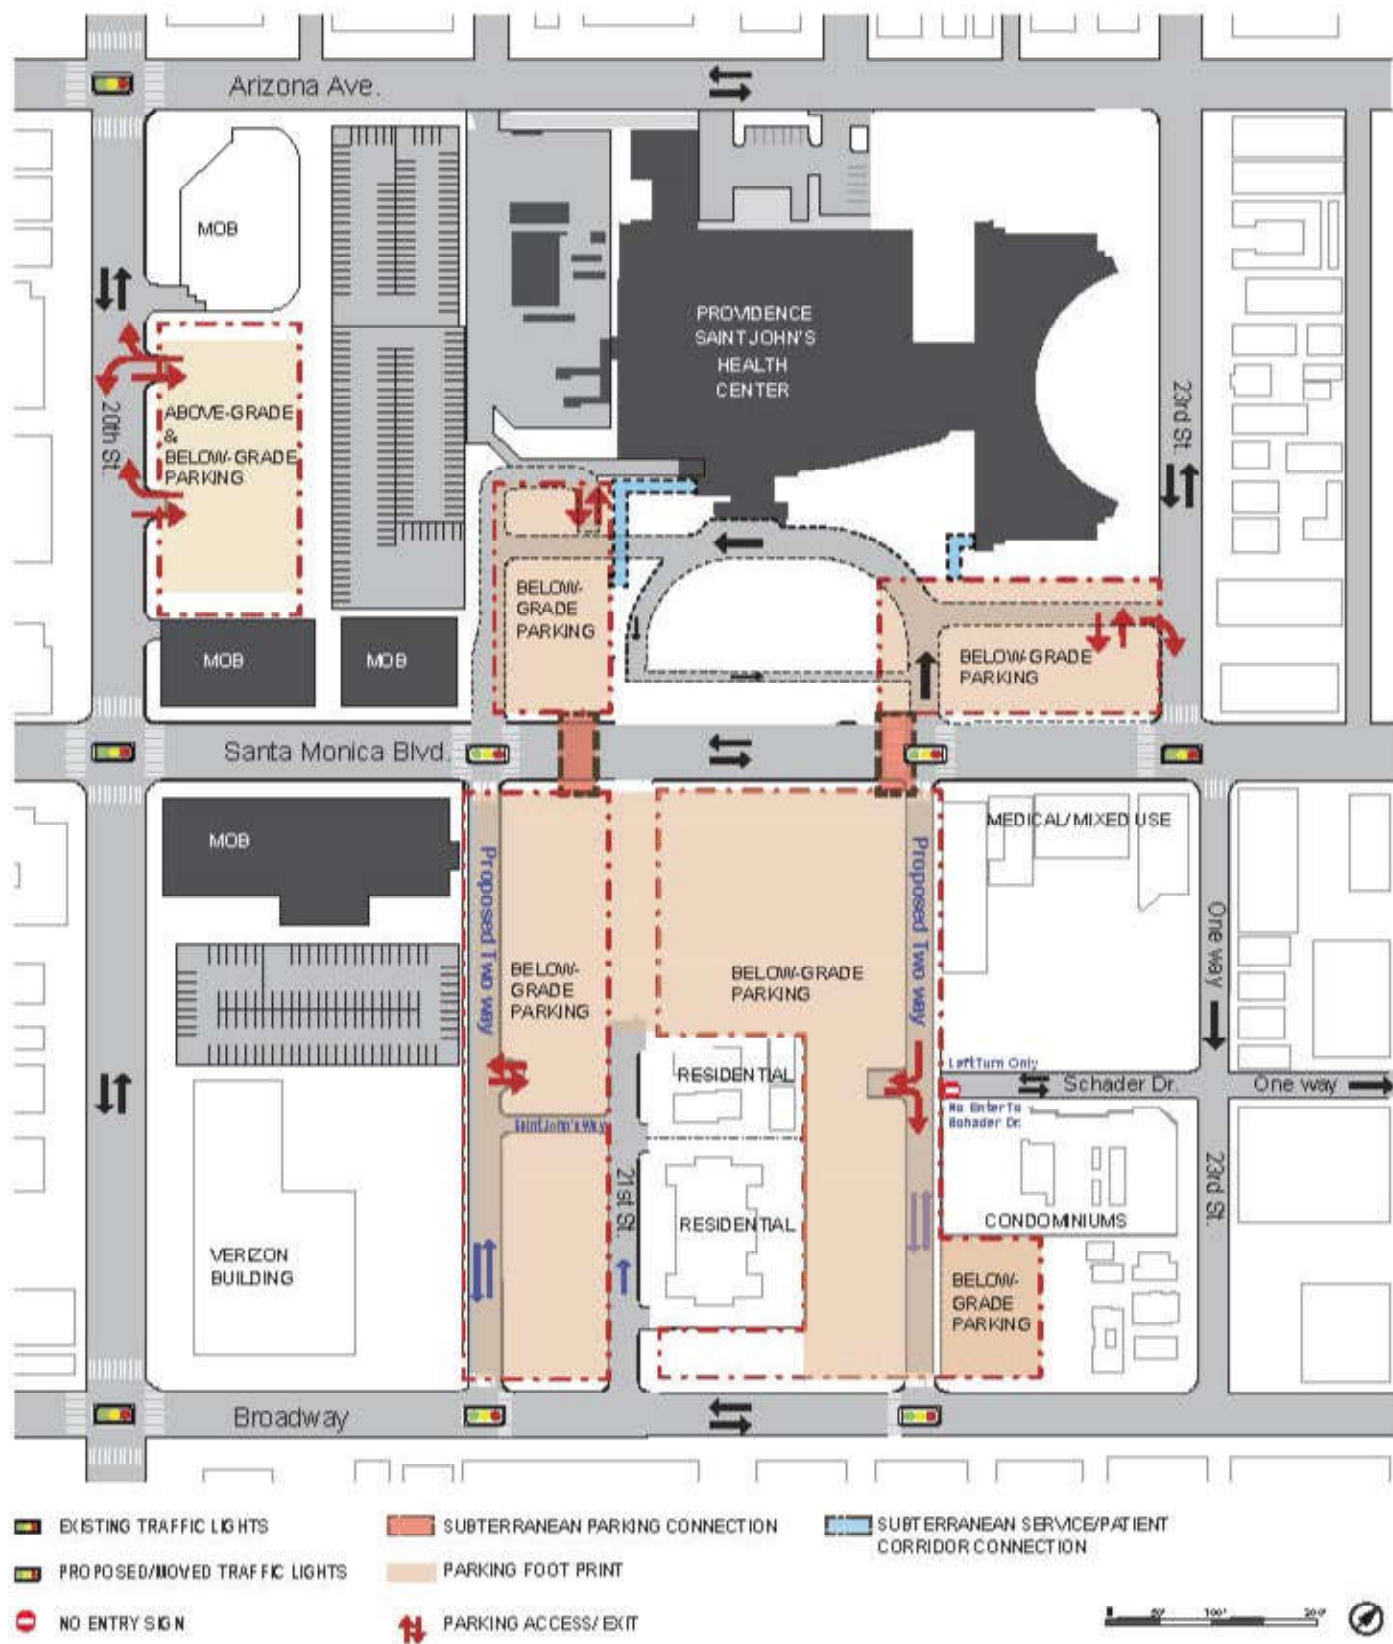 Arizona Ave.
MOB
PROVIDENCE
SAINT JOHN'S
HEALTH
CENTER
20th St.
ABOVE-GRADE
&
BELOW-GRADE
PARKING
23rd St.
BELOW-
GRADE
PARKING
MOB
MOB
BELOW-GRADE
PARKING
Santa Monica Blvd.
MOB
MEDICAL/MIXED USE
Proposed Two way
Proposed Two way
One way
BELOW-
GRADE
PARKING
BELOW-GRADE
PARKING
Left Turn Only
RESIDENTIAL
Schader Dr.
One way
No Enter To
Schader Dr.
Saint John's Way
21st St.
23rd St.
RESIDENTIAL
CONDOMINIUMS
VERIZON
BUILDING
BELOW-
GRADE
PARKING
Broadway
EXISTING TRAFFIC LIGHTS
SUBTERRANEAN PARKING CONNECTION
SUBTERRANEAN SERVICE/PATIENT
CORRIDOR CONNECTION
PROPOSED/MOVED TRAFFIC LIGHTS
PARKING FOOT PRINT
NO ENTRY SIGN
PARKING ACCESS/EXIT
0 50' 100' 200'